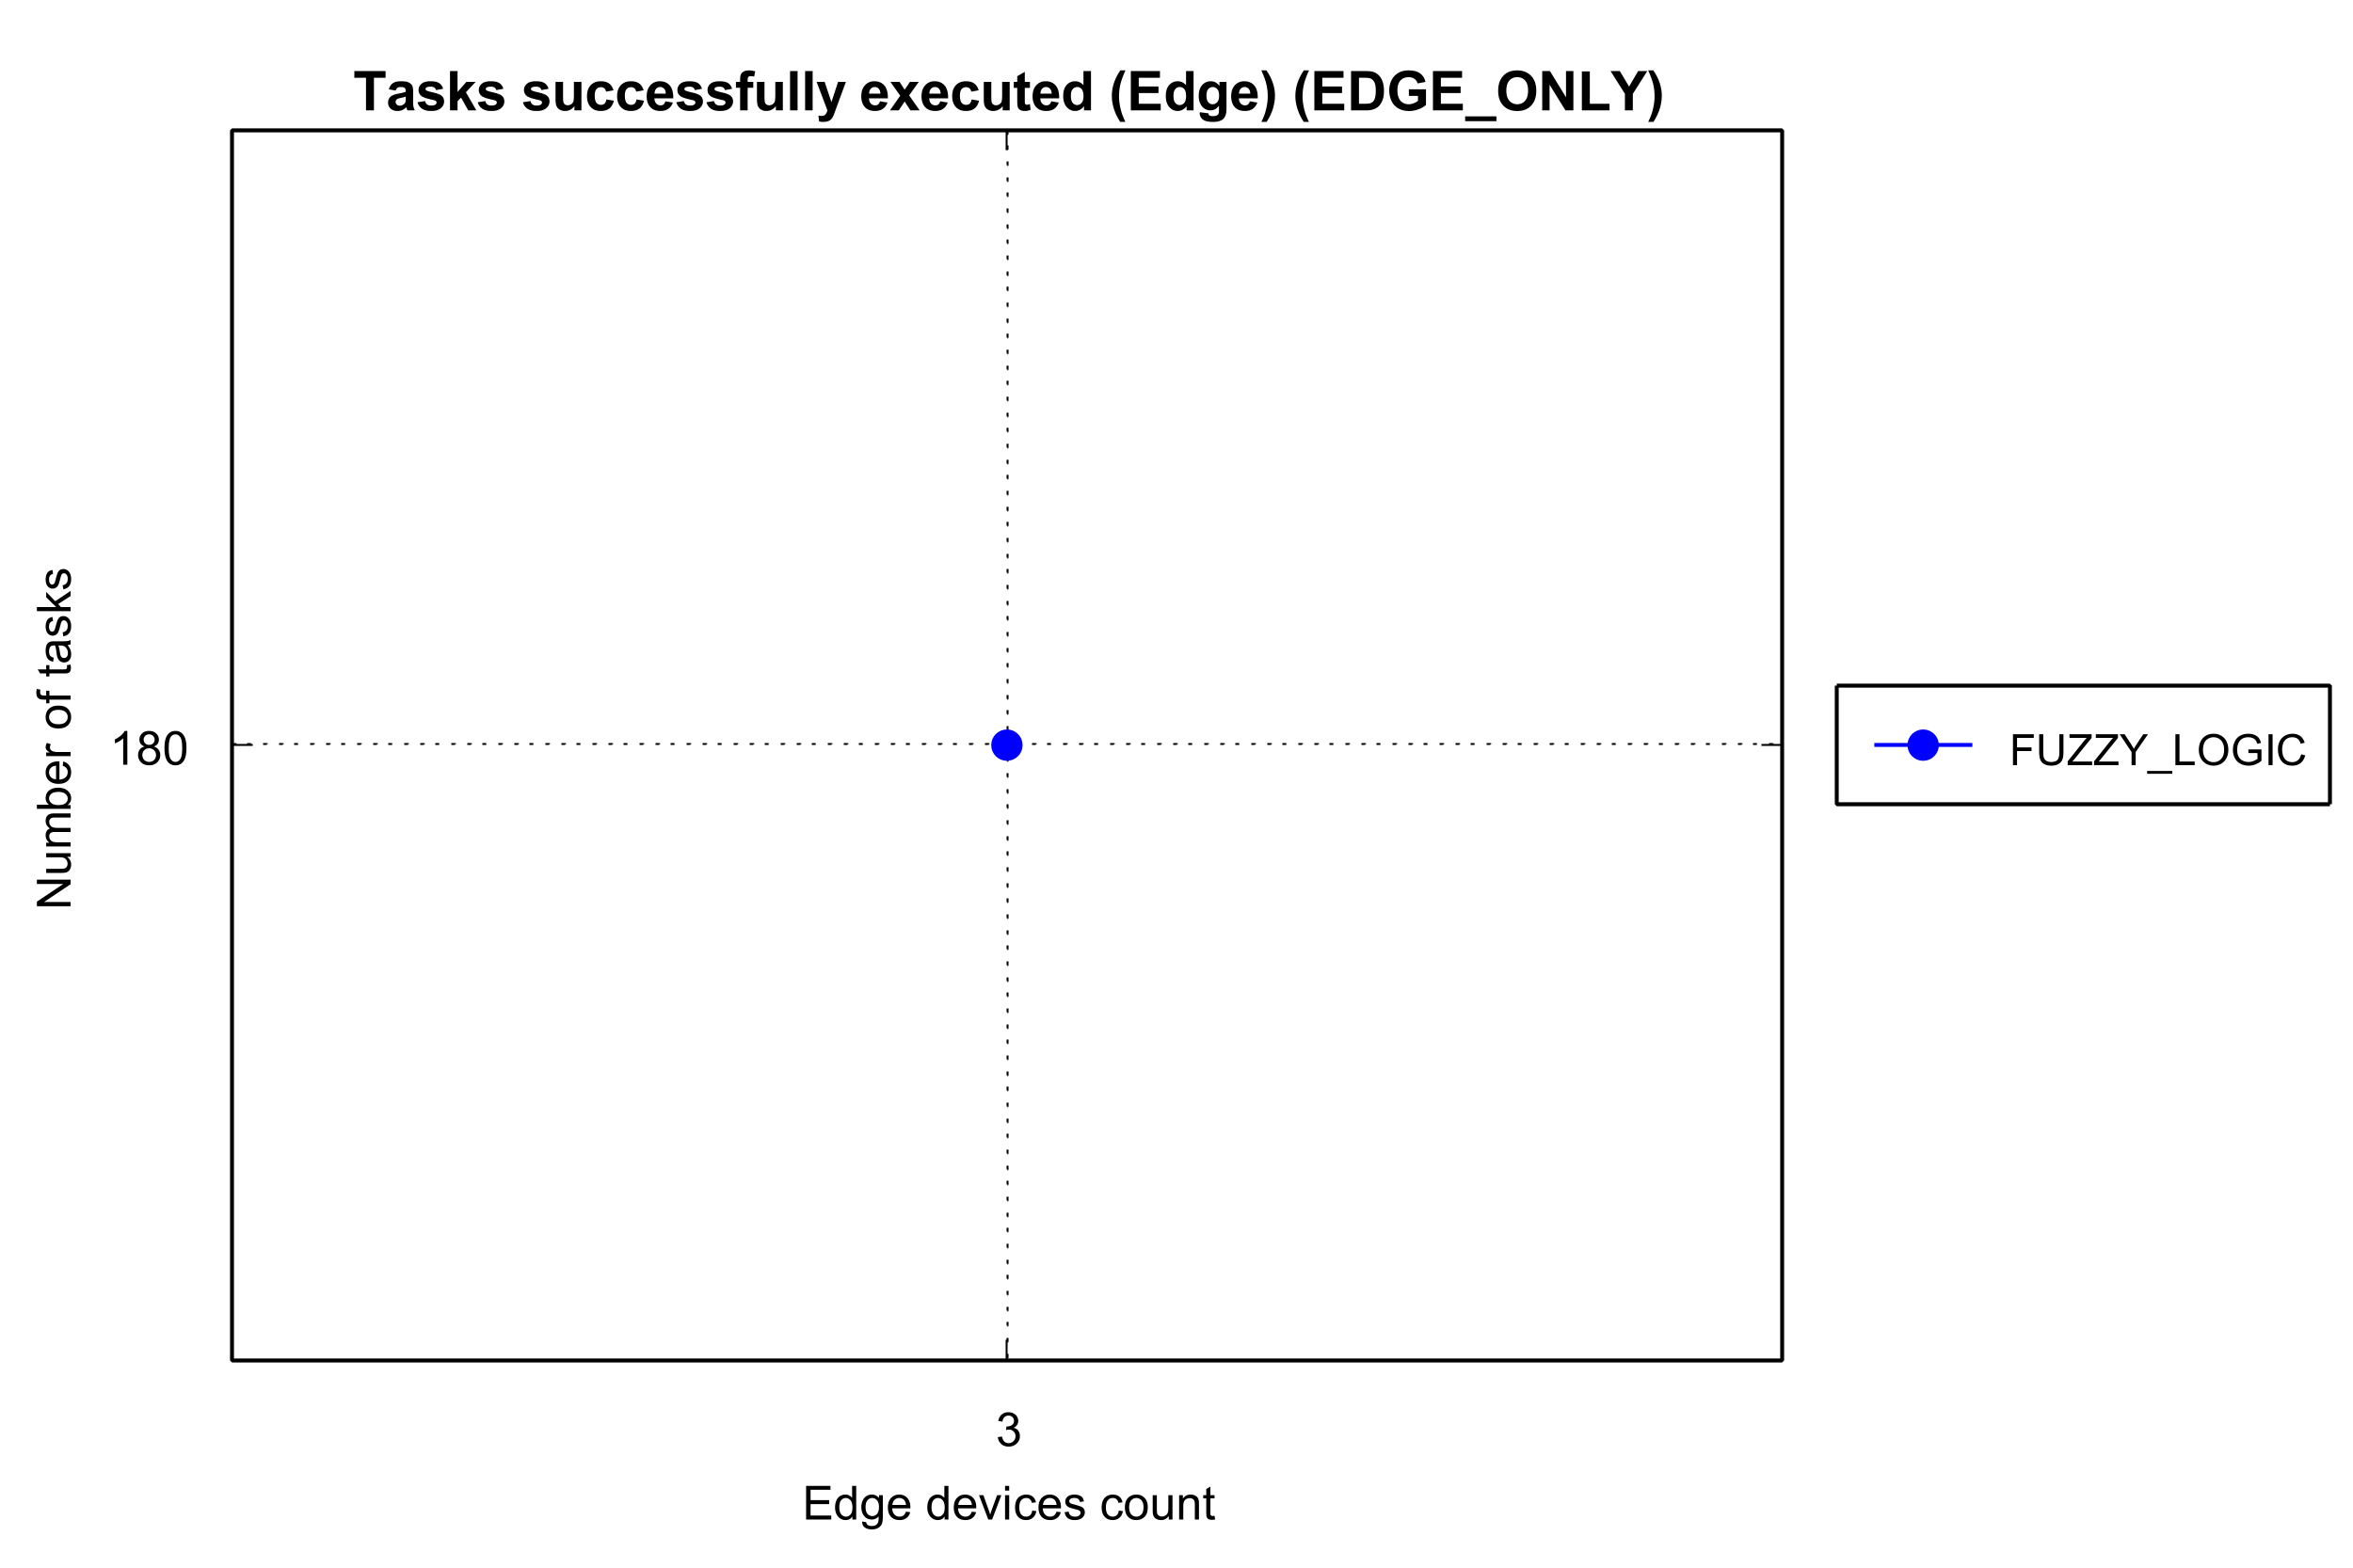 Tasks successfully executed (Edge) (EDGE_ONLY)
Number of tasks
180
FUZZY_LOGIC
3
Edge devices count